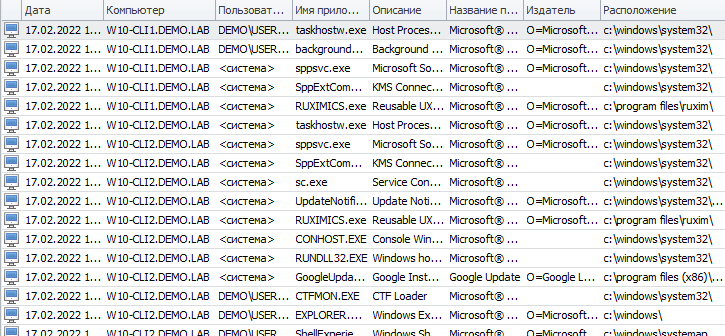 Дата Компьютер Пользоват... Имя прило... Описание Название п... Издатель Расположение
17.02.2022 1... W10-CLI1.DEMO.LAB DEMO\USER... taskhostw.exe Host Proces... Microsoft® ... O=Microsoft... c:\windows\system32\
17.02.2022 1... W10-CLI1.DEMO.LAB DEMO\USER... background... Background ... Microsoft® ... O=Microsoft... c:\windows\system32\
17.02.2022 1... W10-CLI1.DEMO.LAB <система> sppsvc.exe Microsoft So... Microsoft® ... O=Microsoft... c:\windows\system32\
17.02.2022 1... W10-CLI1.DEMO.LAB <система> SppExtCom... KMS Connec... Microsoft® ... c:\windows\system32\
17.02.2022 1... W10-CLI1.DEMO.LAB <система> RUXIMICS.exe Reusable UX... Microsoft® ... O=Microsoft... c:\program files\ruxim\
17.02.2022 1... W10-CLI2.DEMO.LAB <система> taskhostw.exe Host Proces... Microsoft® ... O=Microsoft... c:\windows\system32\
17.02.2022 1... W10-CLI2.DEMO.LAB <система> sppsvc.exe Microsoft So... Microsoft® ... O=Microsoft... c:\windows\system32\
17.02.2022 1... W10-CLI2.DEMO.LAB <система> SppExtCom... KMS Connec... Microsoft® ... c:\windows\system32\
17.02.2022 1... W10-CLI2.DEMO.LAB <система> sc.exe Service Con... Microsoft® ... c:\windows\system32\
17.02.2022 1... W10-CLI2.DEMO.LAB <система> UpdateNotifi... Update Noti... Microsoft® ... O=Microsoft... c:\windows\system32\...
17.02.2022 1... W10-CLI2.DEMO.LAB <система> RUXIMICS.exe Reusable UX... Microsoft® ... O=Microsoft... c:\program files\ruxim\
17.02.2022 1... W10-CLI2.DEMO.LAB <система> CONHOST.EXE Console Win... Microsoft® ... c:\windows\system32\
17.02.2022 1... W10-CLI2.DEMO.LAB <система> RUNDLL32.EXE Windows ho... Microsoft® ... c:\windows\system32\
17.02.2022 1... W10-CLI2.DEMO.LAB <система> GoogleUpda... Google Inst... Google Update O=Google L... c:\program files (x86)\...
17.02.2022 1... W10-CLI2.DEMO.LAB DEMO\USER... CTFMON.EXE CTF Loader Microsoft® ... c:\windows\system32\
17.02.2022 1... W10-CLI2.DEMO.LAB DEMO\USER... EXPLORER.... Windows Ex... Microsoft® ... O=Microsoft... c:\windows\
17.02.2022 1... W10-CLI2.DEMO.LAB DEMO\USER... ShellExperie... Windows Sh... Microsoft® ... O=Microsoft... c:\windows\systemap...